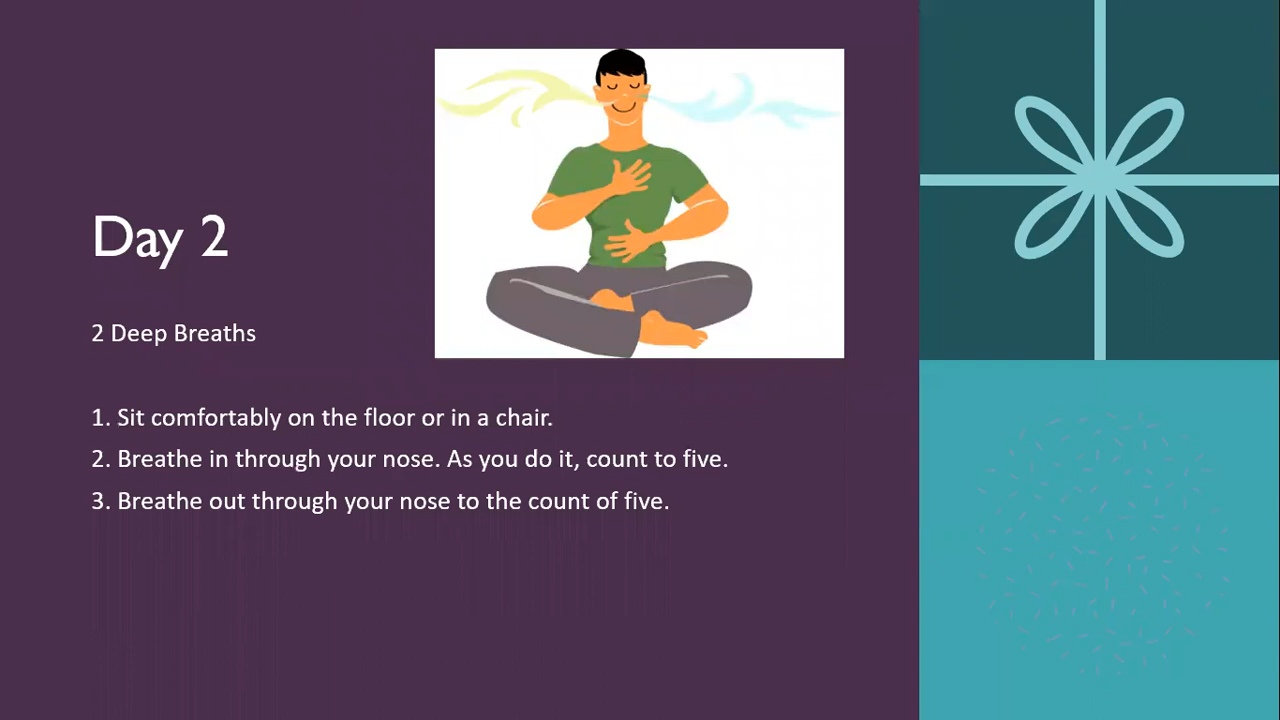 Day 2
2 Deep Breaths
1. Sit comfortably on the floor or in a chair.
2. Breathe in through your nose. As you do it, count to five.
3. Breathe out through your nose to the count of five.